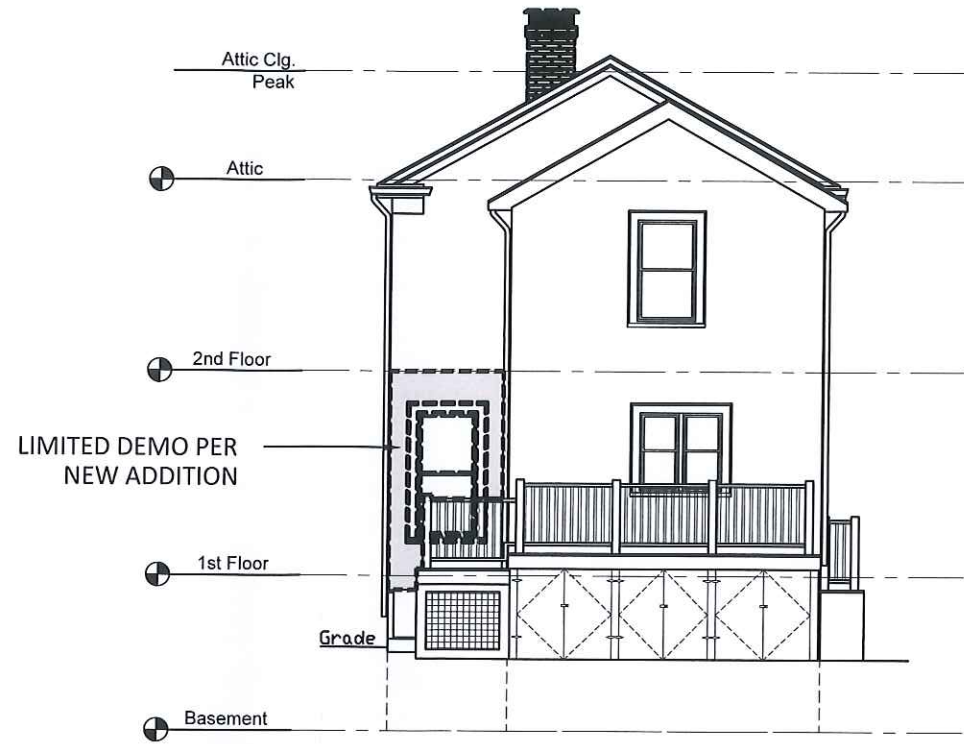 Attic Clg.
Peak
Attic
2nd Floor
LIMITED DEMO PER
NEW ADDITION
1st Floor
Grade
Basement